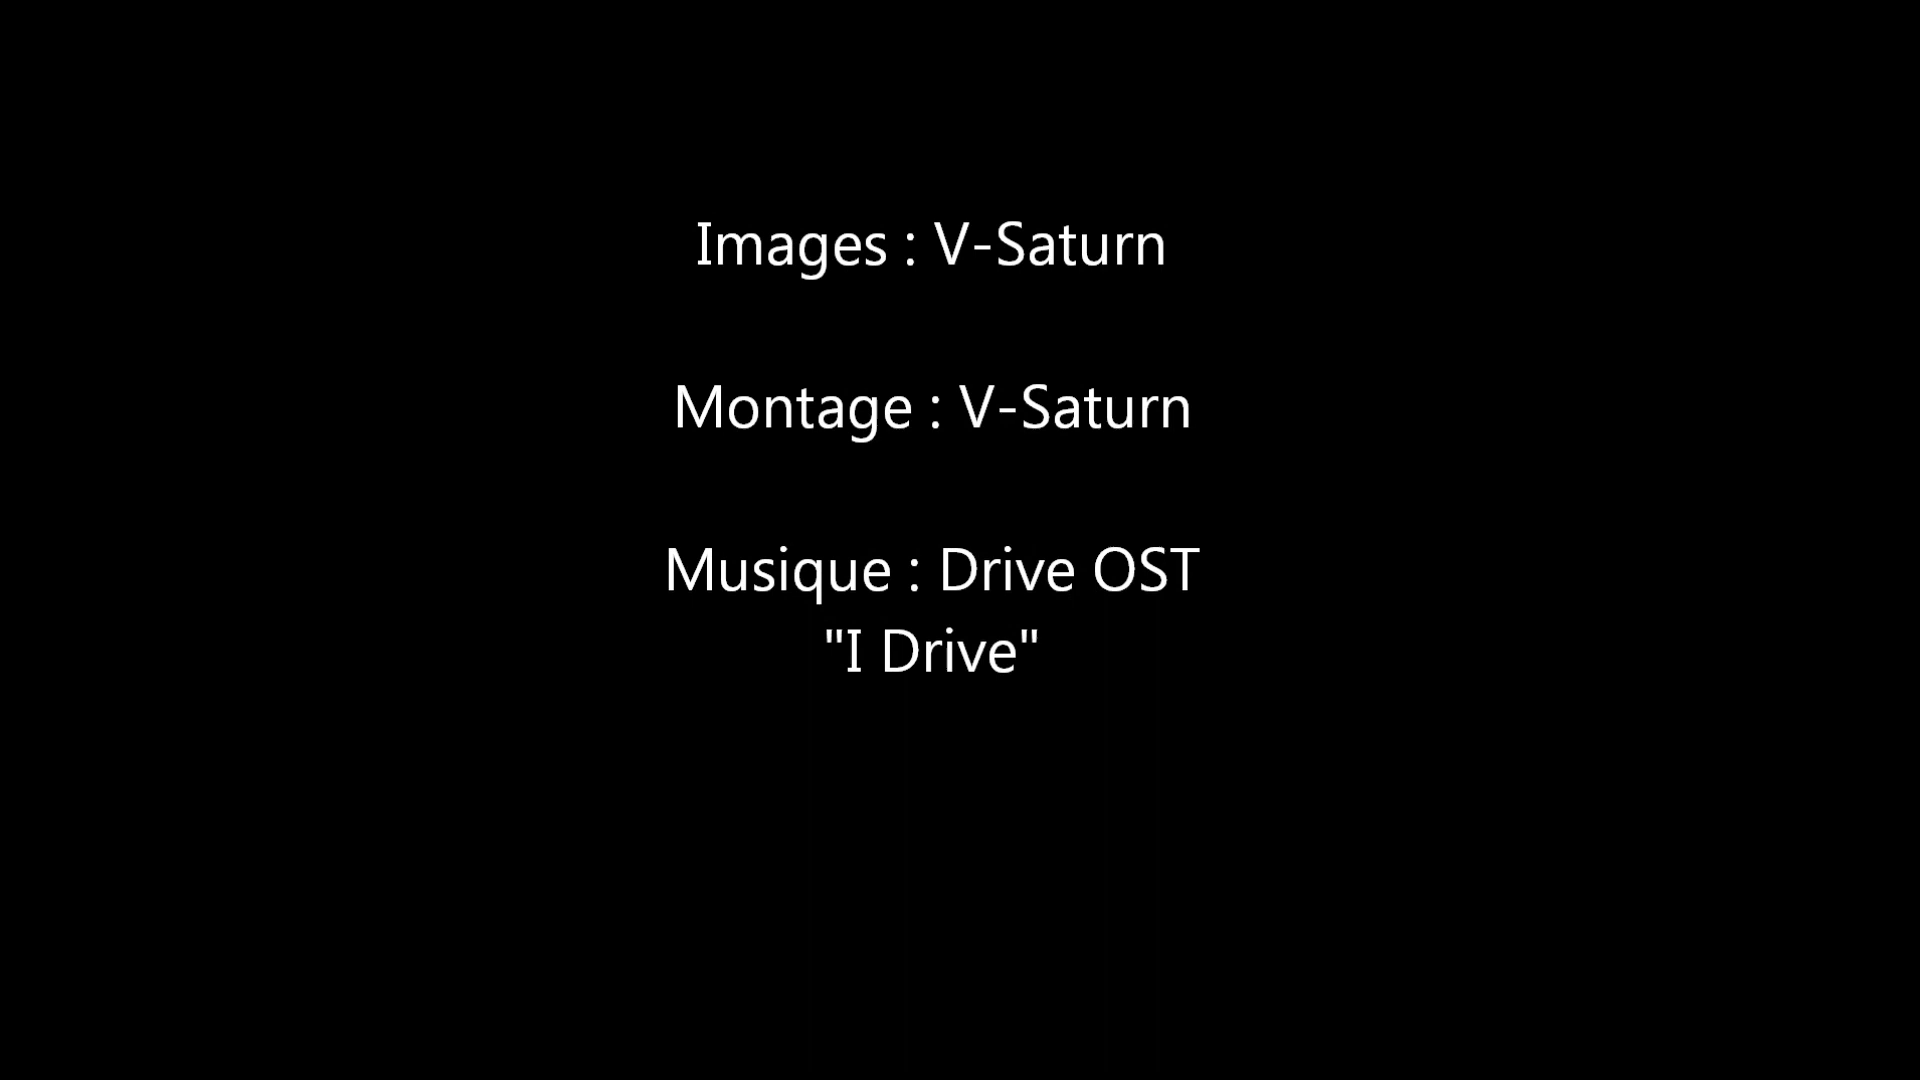 Images : V-Saturn
Montage : V-Saturn
Musique : Drive OST
"I Drive"